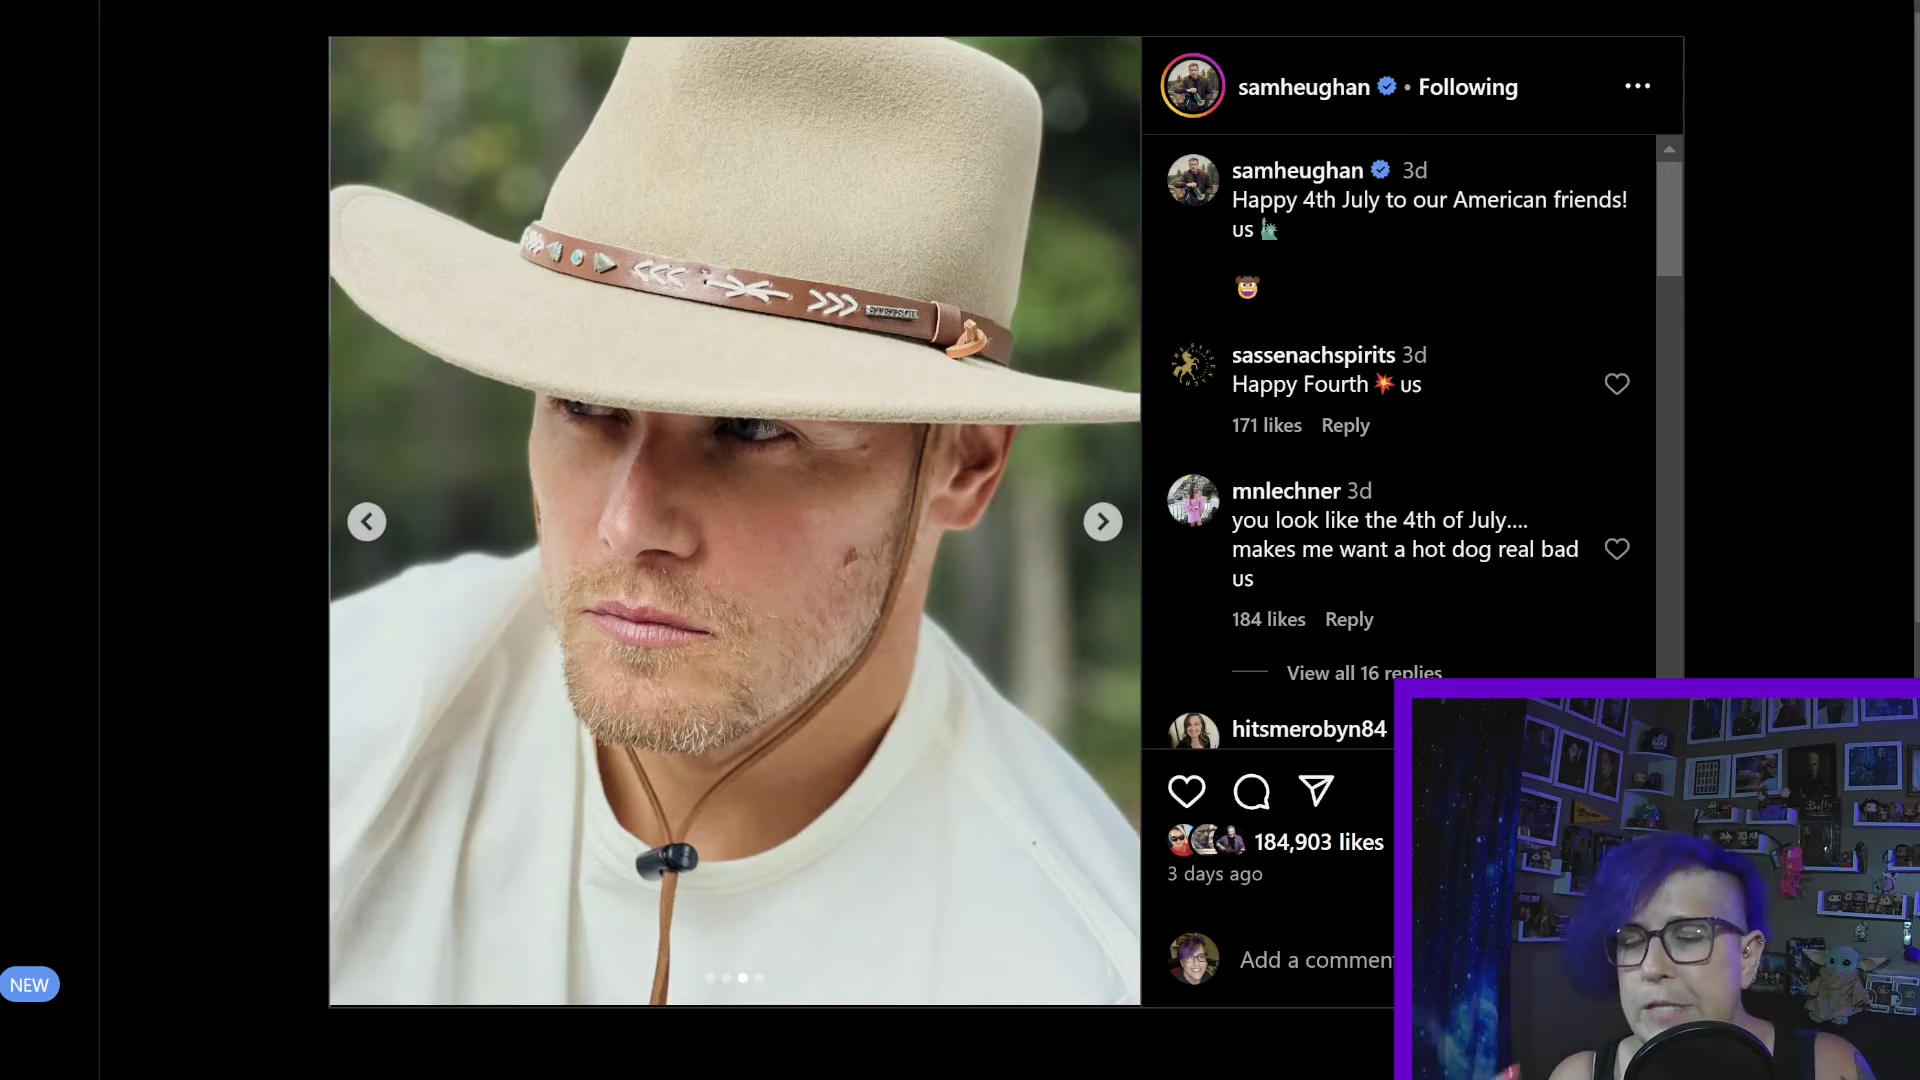 samheughan • Following
samheughan 3d
Happy 4th July to our American friends!
us
sassenachspirits 3d
Happy Fourth us
171 likes Reply
mnlechner 3d
you look like the 4th of July....
makes me want a hot dog real bad
us
184 likes Reply
View all 16 replies
hitsmerobyn84
184,903 likes
3 days ago
Add a comment
NEW
STETSON